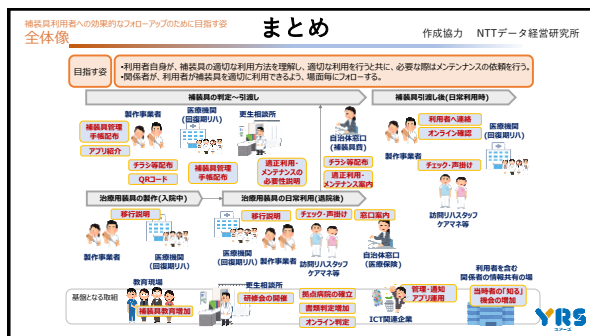 補装具利用者への効果的なフォローアップのために目指す姿
まとめ
全体像
作成協力　NTTデータ経営研究所
目指す姿
・利用者自身が、補装具の適切な利用方法を理解し、適切な利用を行うと共に、必要な際はメンテナンスの依頼を行う。
・関係者が、利用者が補装具を適切に利用できるよう、場面毎にフォローする。
補装具の判定～引渡し
補装具引渡し後(日常利用時)
製作事業者
医療機関
(回復期リハ)
更生相談所
補装具管理
手帳配布
アプリ紹介
チラシ等配布
QRコード
補装具管理
手帳配布
適正利用・
メンテナンスの
必要性説明
自治体窓口
(補装具費)
チラシ等配布
適正利用・
メンテナンス案内
利用者へ連絡
オンライン確認
医療機関
(回復期リハ)
製作事業者
チェック・声掛け
訪問リハスタッフ
ケアマネ等
治療用装具の製作(入院中)
治療用装具の日常利用(退院後)
移行説明
製作事業者
医療機関
(回復期リハ)
移行説明
チェック・声掛け
窓口案内
医療機関
(回復期リハ)
製作事業者
訪問リハスタッフ
ケアマネ等
自治体窓口
(医療保険)
基盤となる取組
教育現場
補装具教育増加
更生相談所
研修会の開催
拠点病院の確立
書類判定増加
オンライン判定
管理・通知
アプリ運用
ICT関連企業
利用者を含む
関係者の情報共有の場
当時者の「知る」
機会の増加
YRS